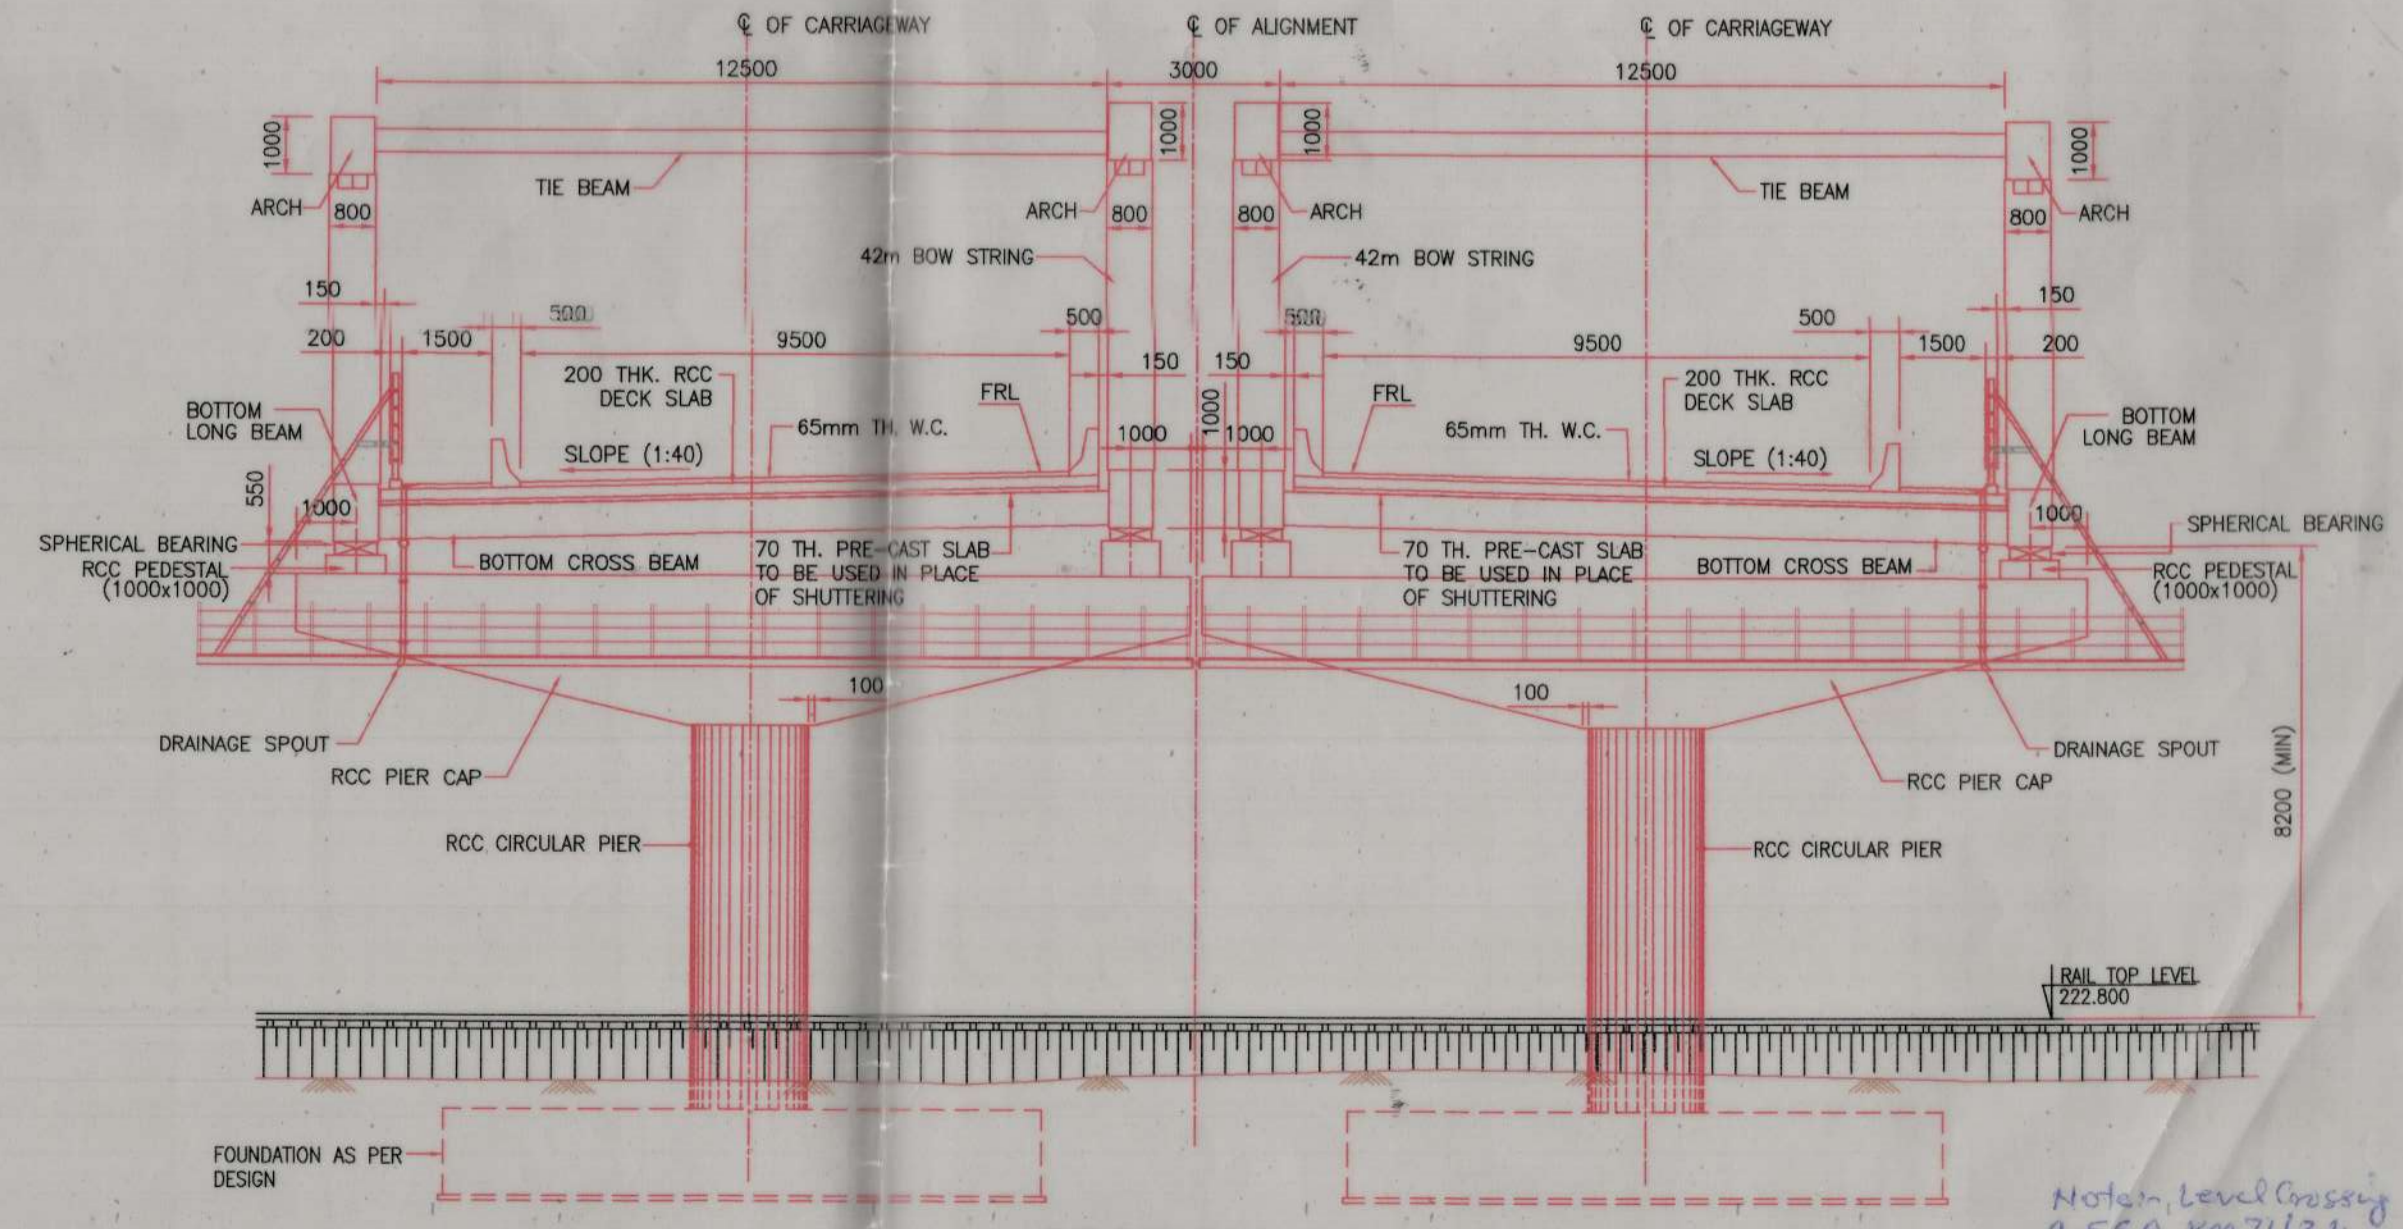 ℄ OF CARRIAGEWAY
℄ OF ALIGNMENT
℄ OF CARRIAGEWAY
12500
3000
12500
1000
1000
1000
1000
TIE BEAM
TIE BEAM
ARCH
800
ARCH
800
800
ARCH
800
ARCH
42m BOW STRING
42m BOW STRING
150
150
500
500
500
500
200
1500
9500
9500
1500
200
150
150
200 THK. RCC
DECK SLAB
FRL
FRL
200 THK. RCC
DECK SLAB
BOTTOM
LONG BEAM
65mm TH. W.C.
1000
1000
1000
65mm TH. W.C.
BOTTOM
LONG BEAM
SLOPE (1:40)
SLOPE (1:40)
550
1000
1000
SPHERICAL BEARING
SPHERICAL BEARING
RCC PEDESTAL
(1000x1000)
BOTTOM CROSS BEAM
70 TH. PRE-CAST SLAB
TO BE USED IN PLACE
OF SHUTTERING
70 TH. PRE-CAST SLAB
TO BE USED IN PLACE
OF SHUTTERING
BOTTOM CROSS BEAM
RCC PEDESTAL
(1000x1000)
100
100
DRAINAGE SPOUT
RCC PIER CAP
DRAINAGE SPOUT
RCC PIER CAP
8200 (MIN)
RCC CIRCULAR PIER
RCC CIRCULAR PIER
RAIL TOP LEVEL
222.800
FOUNDATION AS PER
DESIGN
Level Crossing